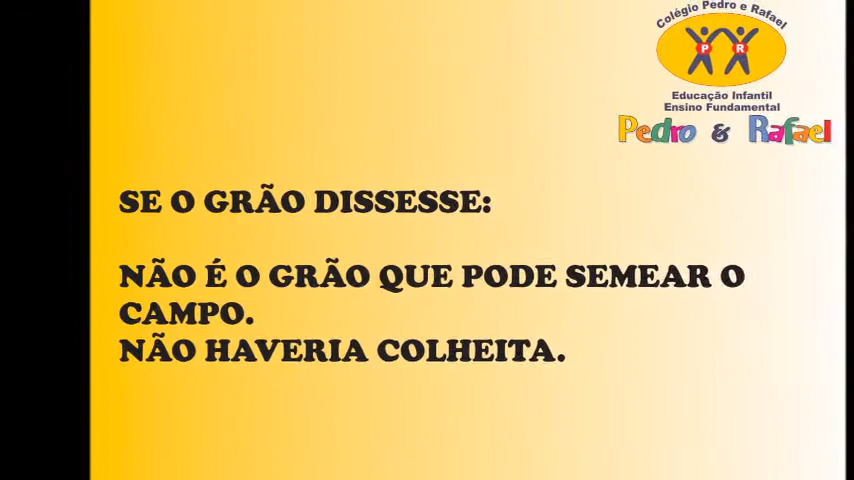 Colégio Pedro e Rafael
P R
Educação Infantil
Ensino Fundamental
Pedro & Rafael
SE O GRÃO DISSESSE:
NÃO É O GRÃO QUE PODE SEMEAR O
CAMPO.
NÃO HAVERIA COLHEITA.